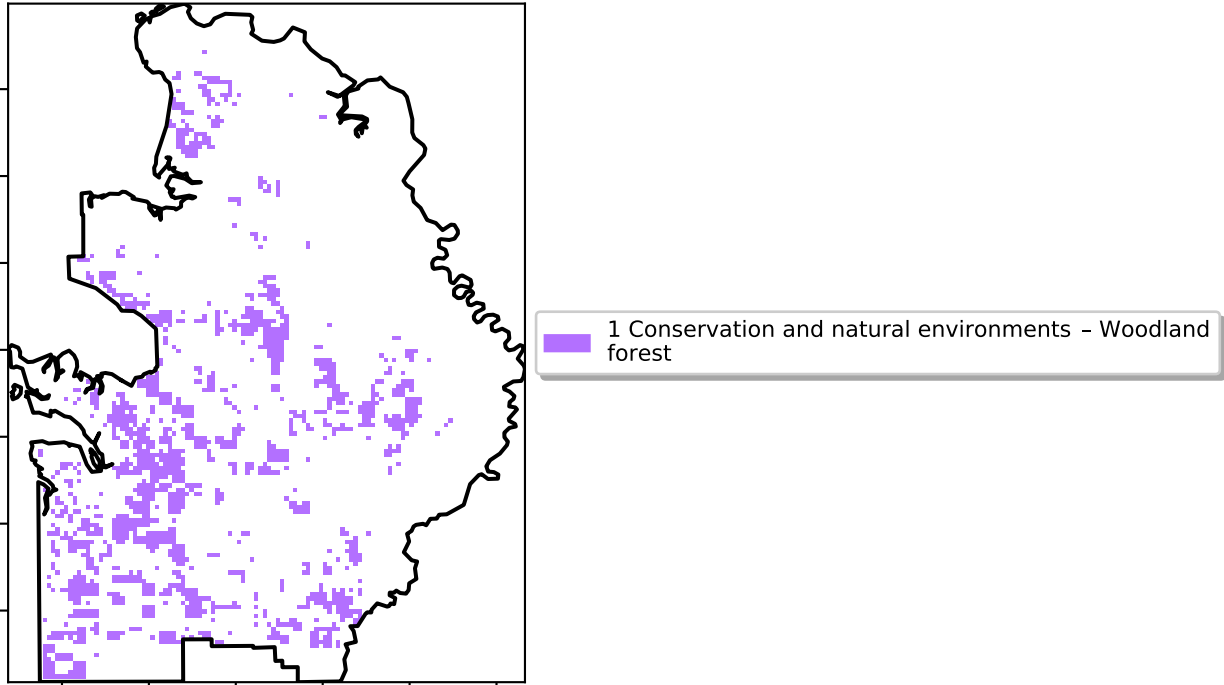 1 Conservation and natural environments – Woodland
forest